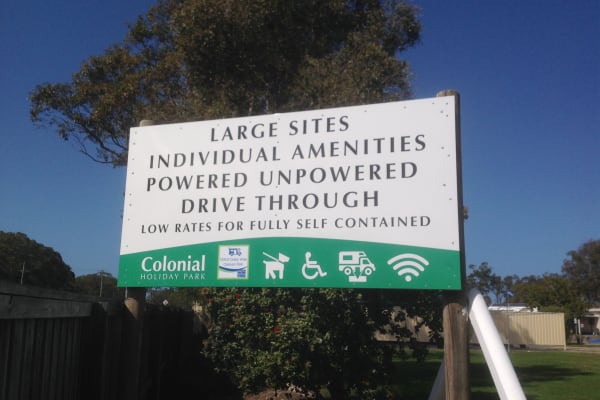 LARGE SITES
INDIVIDUAL AMENITIES
POWERED UNPOWERED
DRIVE THROUGH
LOW RATES FOR FULLY SELF CONTAINED
Colonial
HOLIDAY PARK